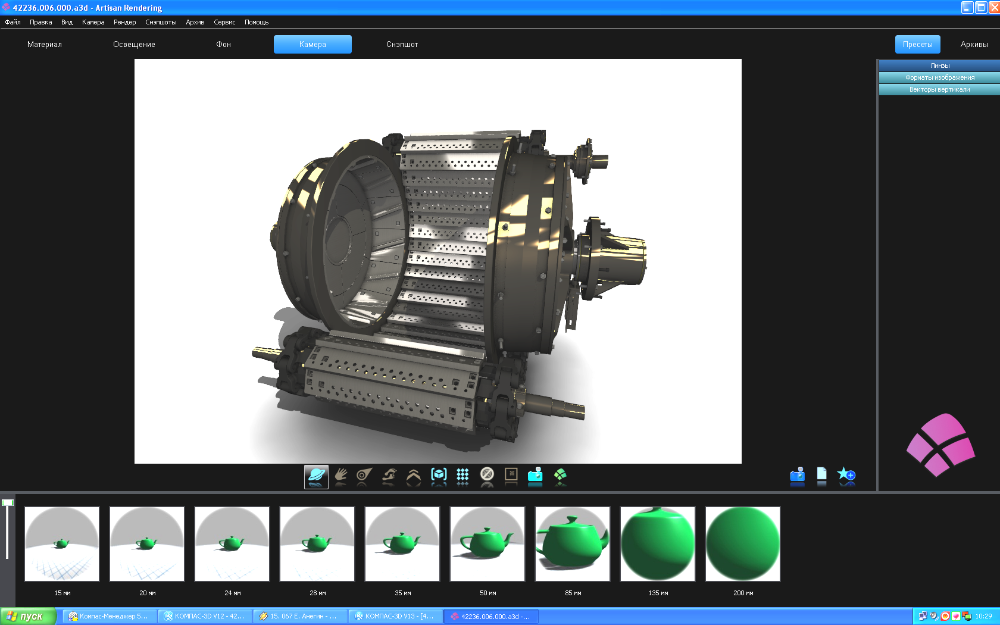 42236.006.000.a3d - Artisan Rendering
Файл Правка Вид Камера Рендер Снэпшоты Архив Сервис Помощь
Материал Освещение Фон Камера Снэпшот Пресеты Архивы
Линзы
Форматы изображения
Векторы вертикали
15 мм 20 мм 24 мм 28 мм 35 мм 50 мм 85 мм 135 мм 200 мм
пуск Компас-Менеджер 5... КОМПАС-3D V12 - 42... 15. 067 Е. Анегин - ... КОМПАС-3D V13 - [4... 42236.006.000.a3d -... 10:29